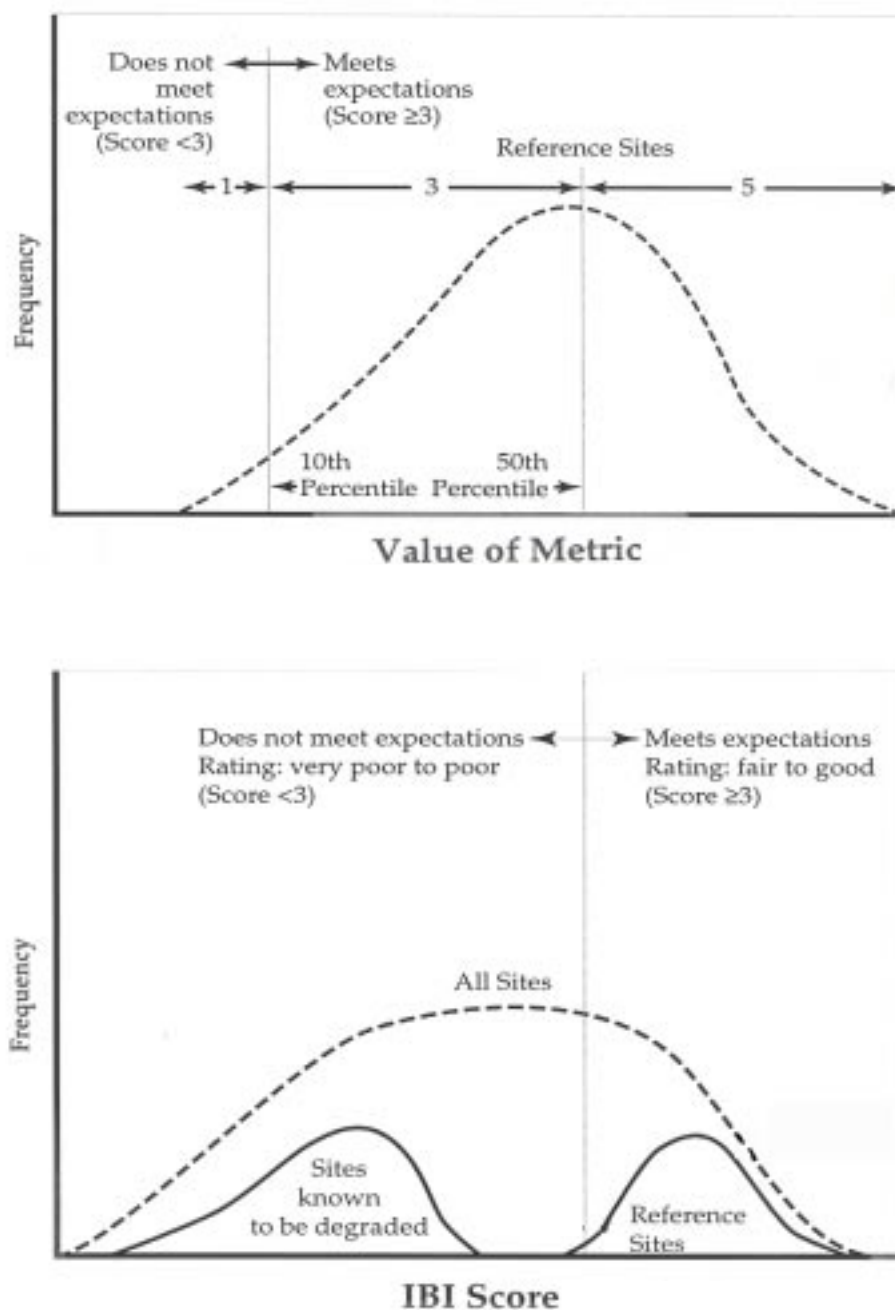 Does not
meet
expectations
(Score <3)
Meets
expectations
(Score ≥3)
Reference Sites
1
3
5
Frequency
10th
Percentile
50th
Percentile
Value of Metric
Does not meet expectations
Rating: very poor to poor
(Score <3)
Meets expectations
Rating: fair to good
(Score ≥3)
All Sites
Frequency
Sites
known
to be degraded
Reference
Sites
IBI Score